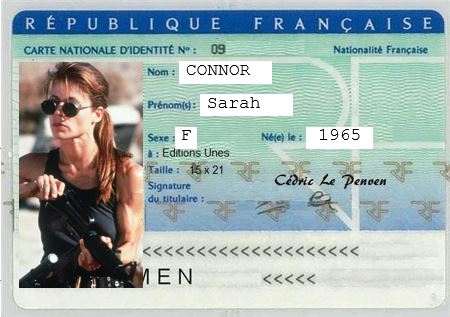 RÉPUBLIQUE FRANÇAISE
CARTE NATIONALE D'IDENTITÉ Nº : 09 Nationalité Française
Nom : CONNOR
Prénom(s) : Sarah
Sexe : F Né(e) le : 1965
à : Editions Unes
Taille : 15 x 21
Signature Cédric Le Penven
du titulaire :
<<<<<<<<<<<<<<<<<<<<
MEN <<<<<